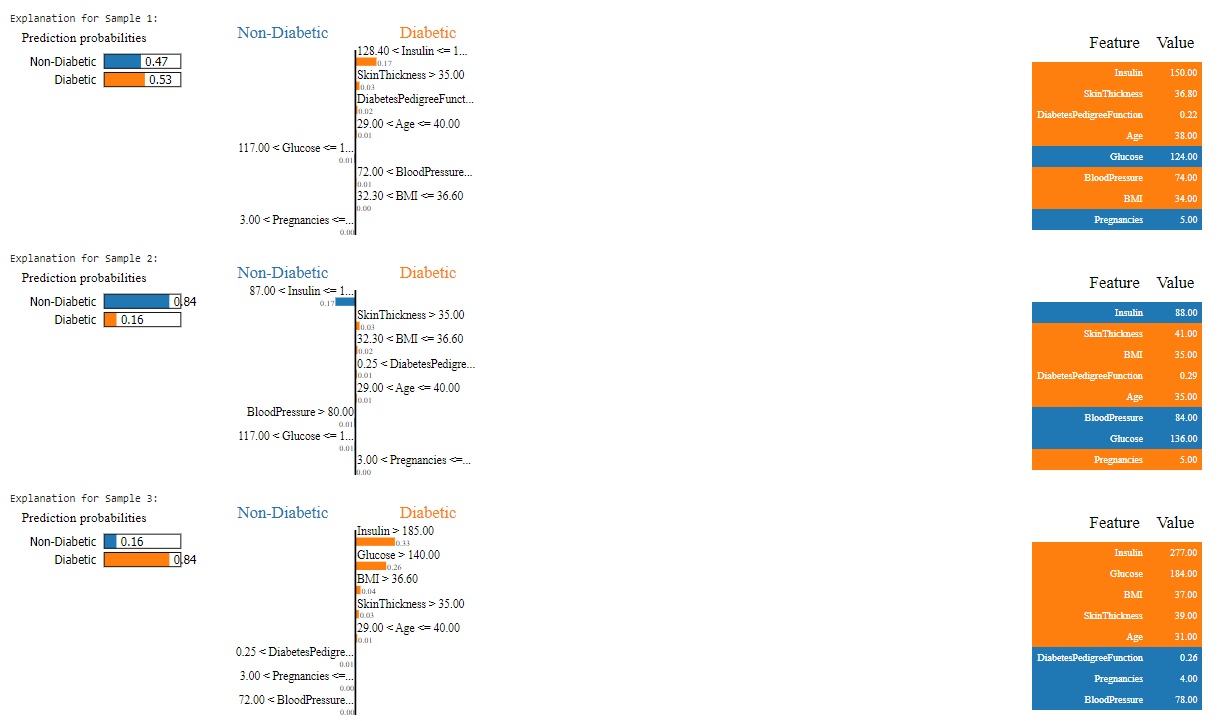 Explanation for Sample 1:
Prediction probabilities
Non-Diabetic 0.47
Diabetic 0.53
Non-Diabetic Diabetic
128.40 < Insulin <= 1...
0.17
SkinThickness > 35.00
0.03
DiabetesPedigreeFunct...
0.02
29.00 < Age <= 40.00
0.01
117.00 < Glucose <= 1...
0.01
72.00 < BloodPressure...
0.01
32.30 < BMI <= 36.60
0.00
3.00 < Pregnancies <=...
0.00
Feature Value
Insulin 150.00
SkinThickness 36.80
DiabetesPedigreeFunction 0.22
Age 38.00
Glucose 124.00
BloodPressure 74.00
BMI 34.00
Pregnancies 5.00
Explanation for Sample 2:
Prediction probabilities
Non-Diabetic 0.84
Diabetic 0.16
Non-Diabetic Diabetic
87.00 < Insulin <= 1...
0.17
SkinThickness > 35.00
0.03
32.30 < BMI <= 36.60
0.02
0.25 < DiabetesPedigre...
0.01
29.00 < Age <= 40.00
0.01
BloodPressure > 80.00
0.01
117.00 < Glucose <= 1...
0.01
3.00 < Pregnancies <=...
0.00
Feature Value
Insulin 88.00
SkinThickness 41.00
BMI 35.00
DiabetesPedigreeFunction 0.29
Age 35.00
BloodPressure 84.00
Glucose 136.00
Pregnancies 5.00
Explanation for Sample 3:
Prediction probabilities
Non-Diabetic 0.16
Diabetic 0.84
Non-Diabetic Diabetic
Insulin > 185.00
0.33
Glucose > 140.00
0.26
BMI > 36.60
0.04
SkinThickness > 35.00
0.03
29.00 < Age <= 40.00
0.01
0.25 < DiabetesPedigre...
0.01
3.00 < Pregnancies <=...
0.00
72.00 < BloodPressure...
0.00
Feature Value
Insulin 277.00
Glucose 184.00
BMI 37.00
SkinThickness 39.00
Age 31.00
DiabetesPedigreeFunction 0.26
Pregnancies 4.00
BloodPressure 78.00